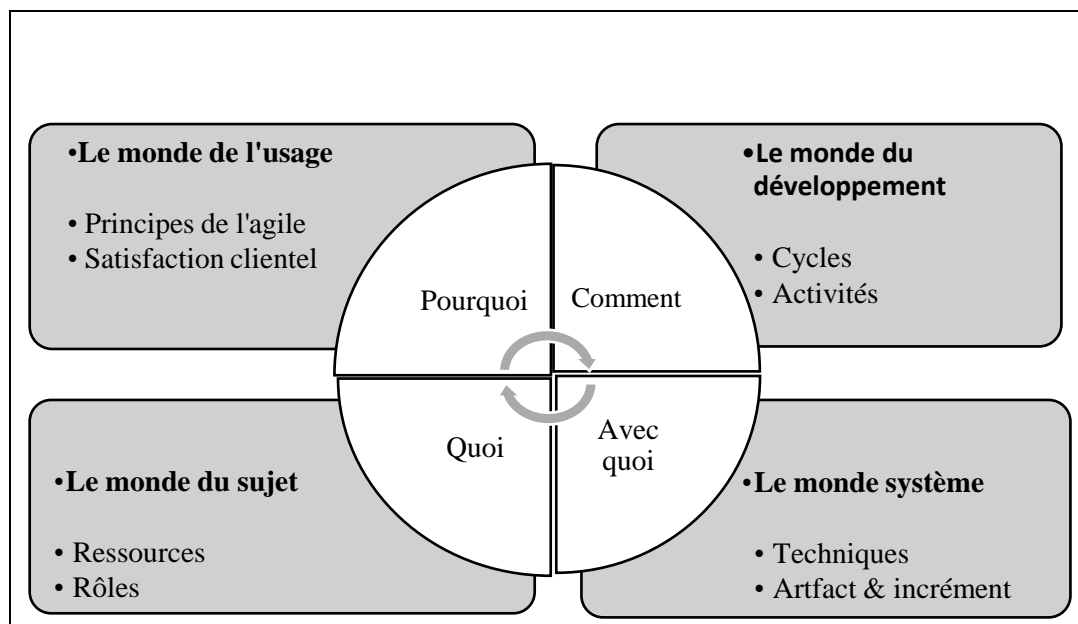 •Le monde de l'usage
• Principes de l'agile
• Satisfaction clientel
•Le monde du
développement
• Cycles
• Activités
Pourquoi
Comment
Quoi
Avec
quoi
•Le monde du sujet
• Ressources
• Rôles
•Le monde système
• Techniques
• Artfact & incrément